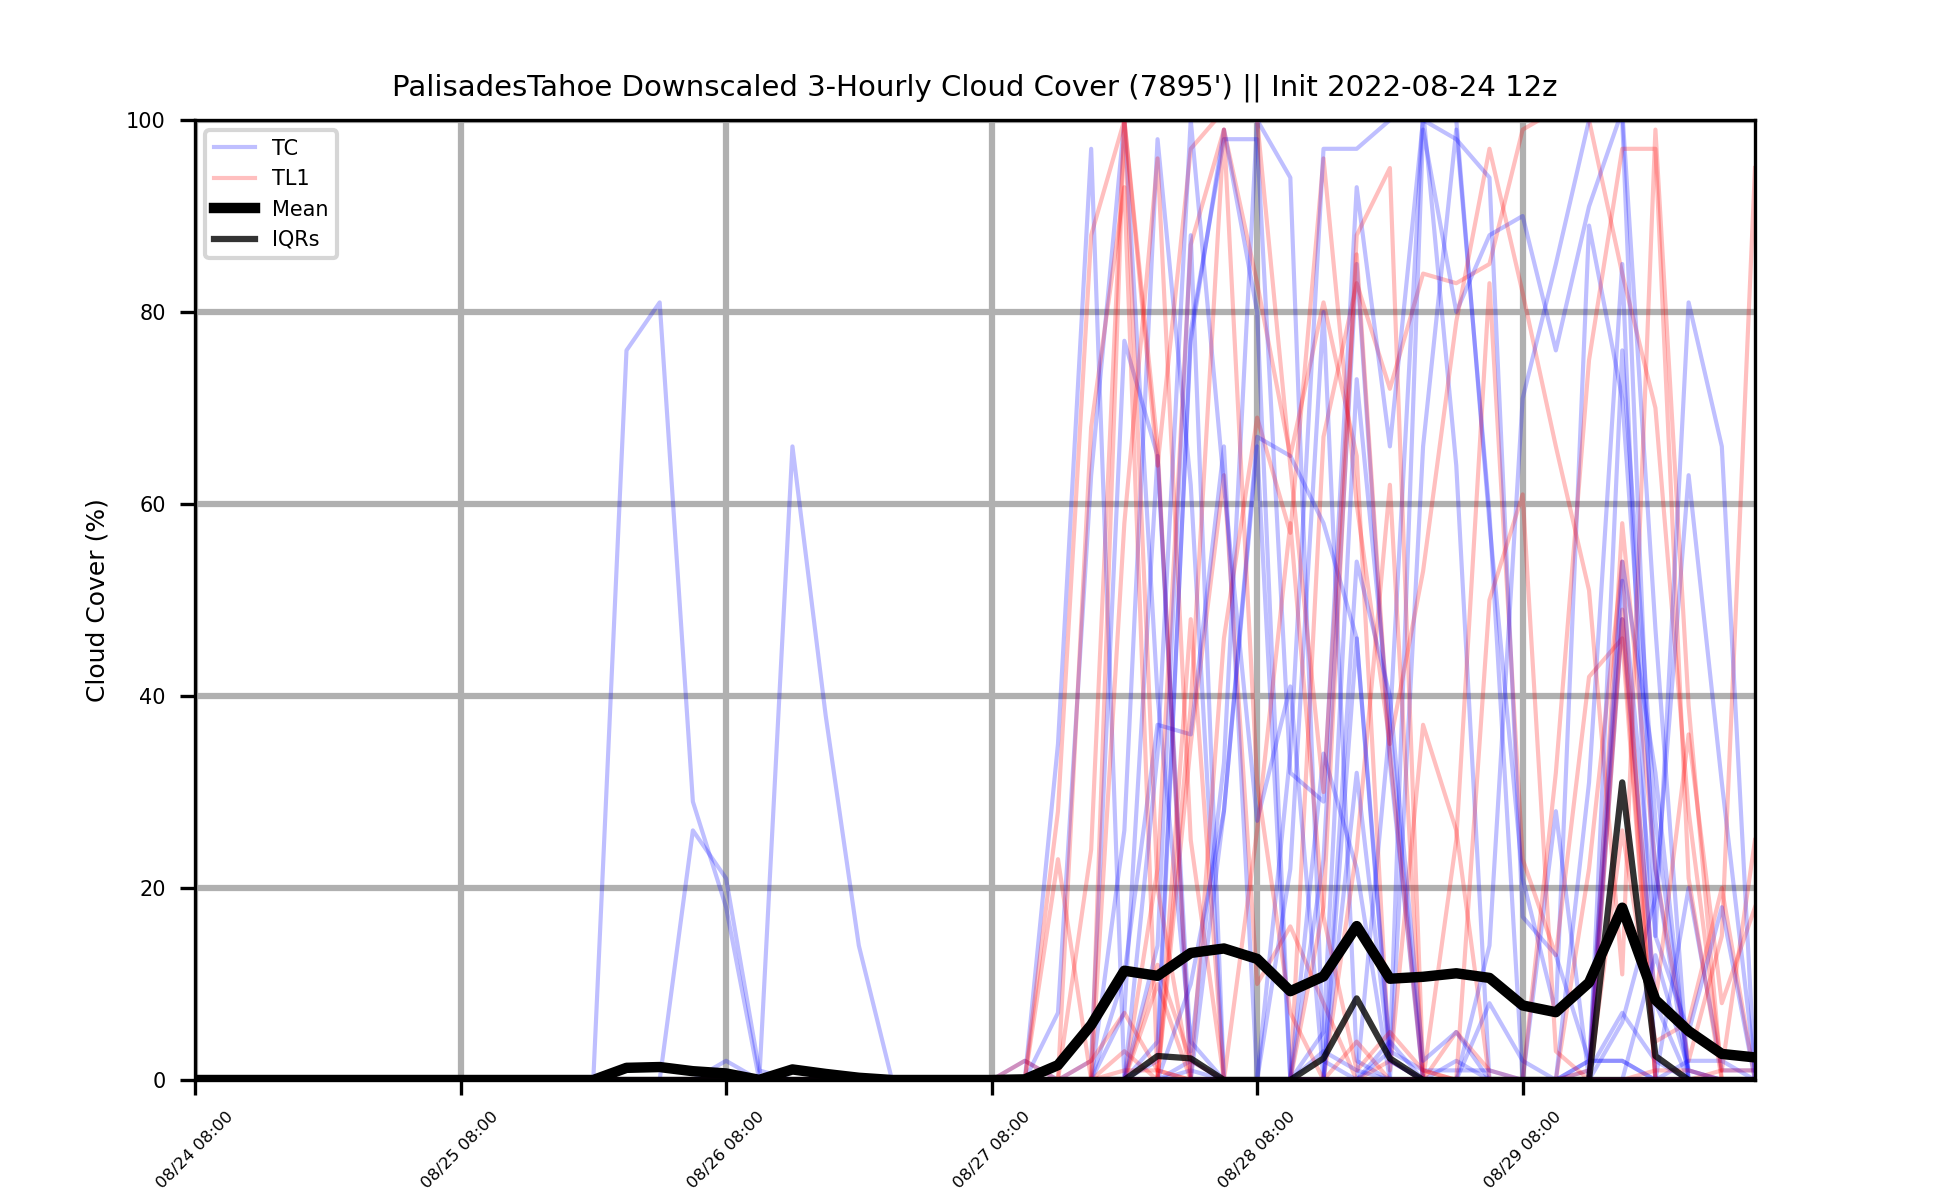 PalisadesTahoe Downscaled 3-Hourly Cloud Cover (7895') || Init 2022-08-24 12z
TC
TL1
Mean
IQRs
Cloud Cover (%)
100
80
60
40
20
0
08/24 08:00
08/25 08:00
08/26 08:00
08/27 08:00
08/28 08:00
08/29 08:00